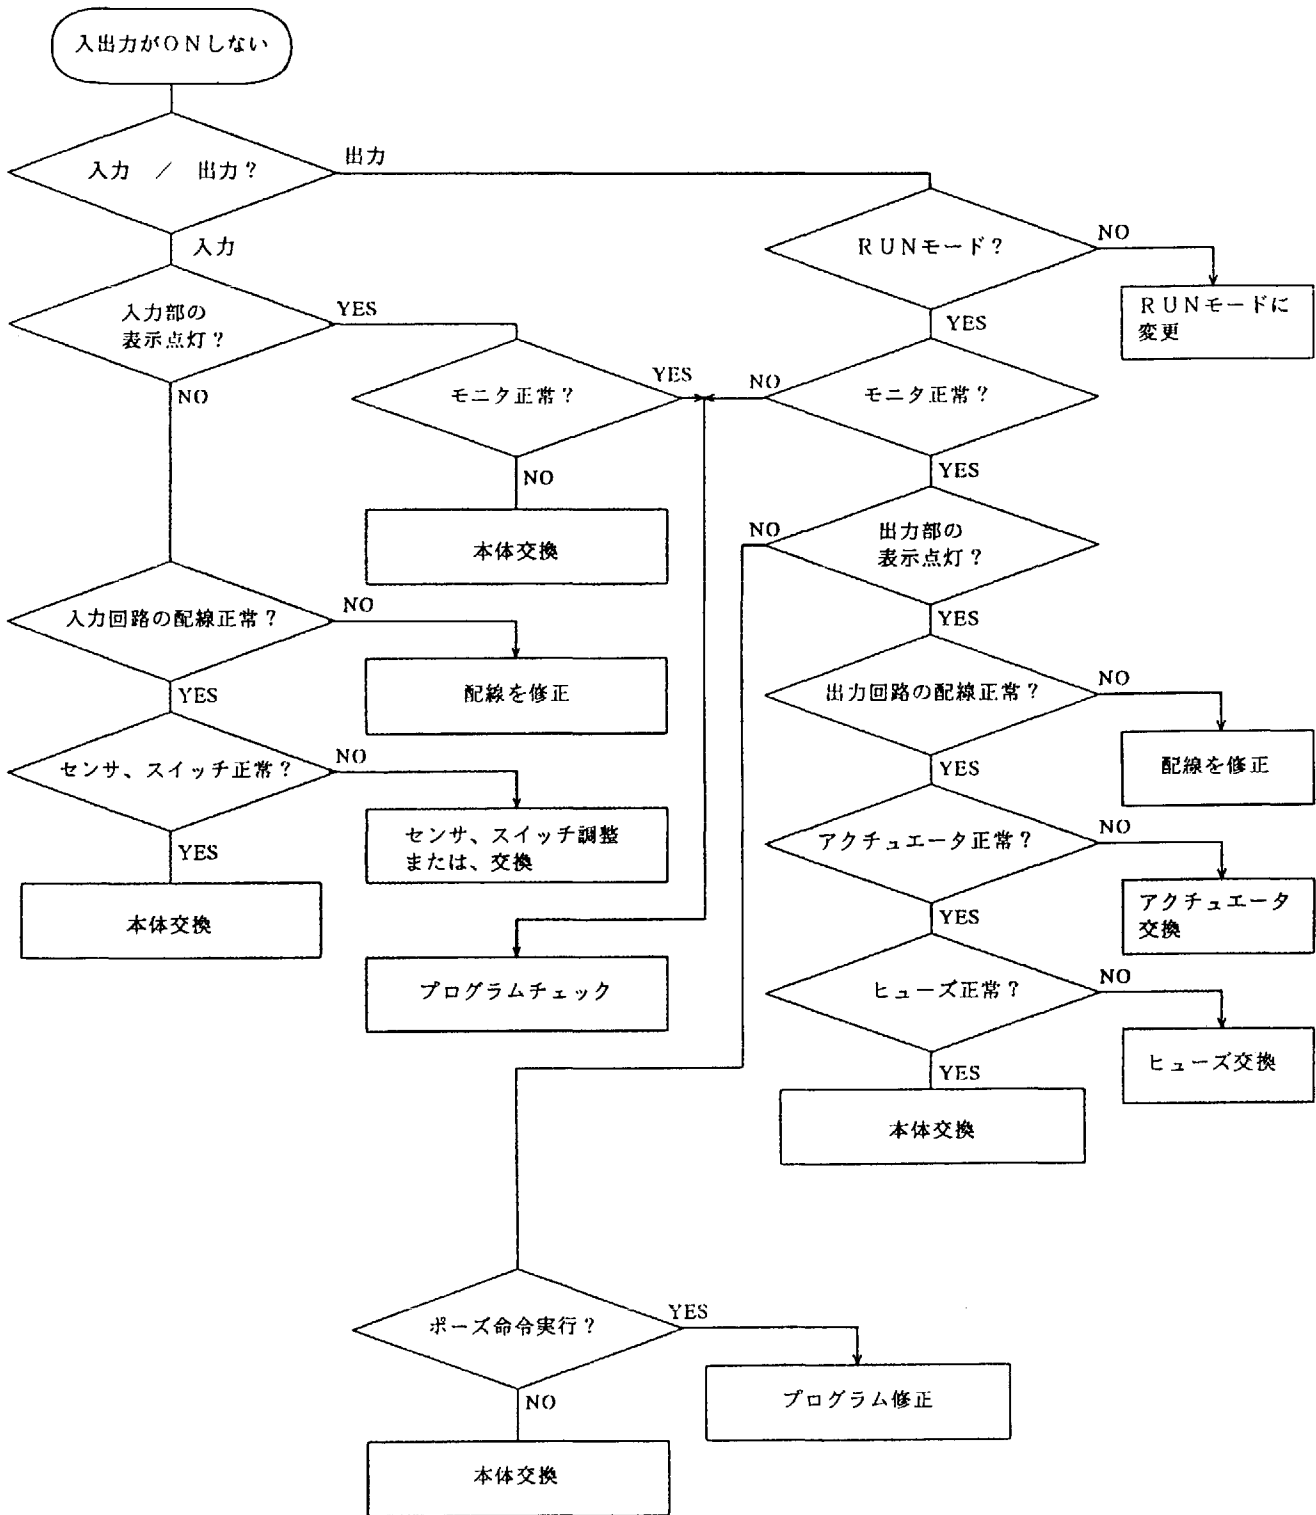 入出力がONしない
入力 / 出力?
出力
入力
RUNモード?
NO
RUNモードに
変更
YES
入力部の
表示点灯?
YES
NO
モニタ正常?
YES
NO
本体交換
NO
モニタ正常?
YES
出力部の
表示点灯?
NO
YES
入力回路の配線正常?
NO
配線を修正
YES
出力回路の配線正常?
NO
配線を修正
YES
センサ、スイッチ正常?
NO
センサ、スイッチ調整
または、交換
YES
本体交換
アクチュエータ正常?
NO
アクチュエータ
交換
YES
プログラムチェック
ヒューズ正常?
NO
ヒューズ交換
YES
本体交換
ポーズ命令実行?
YES
プログラム修正
NO
本体交換